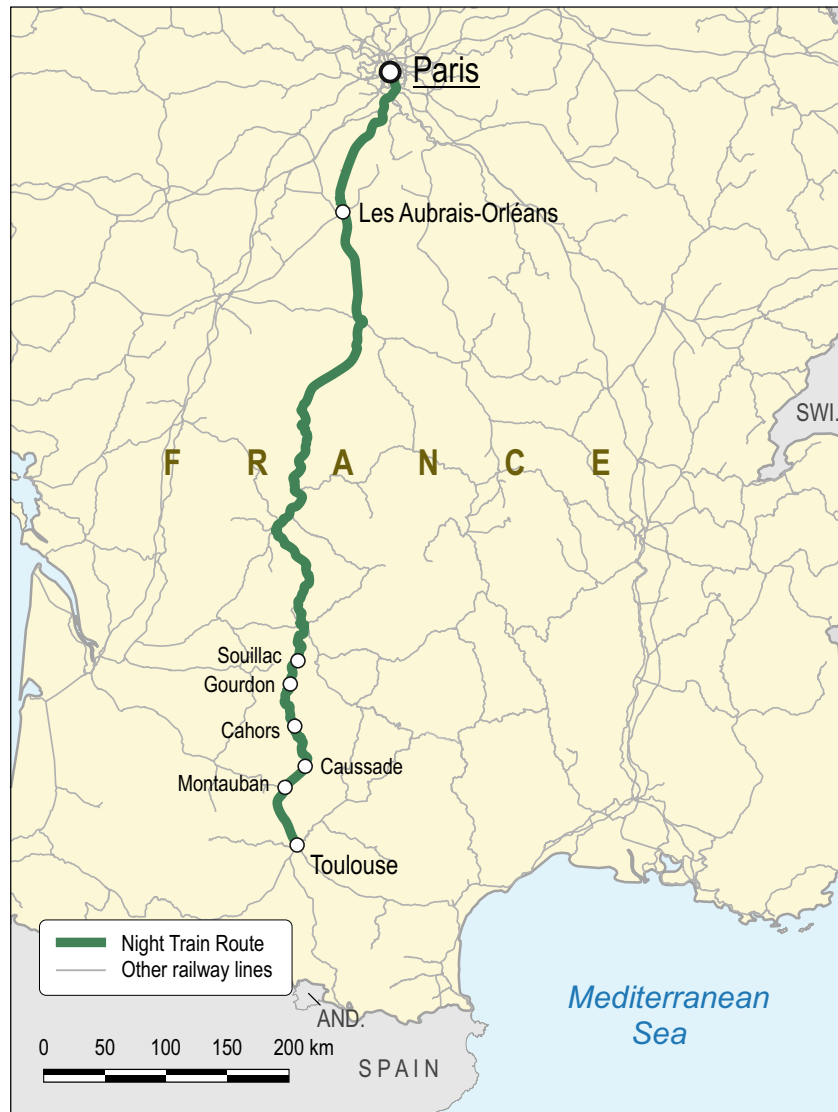 Paris
Les Aubrais-Orléans
SWI.
FRANCE
Souillac
Gourdon
Cahors
Caussade
Montauban
Toulouse
Night Train Route
Other railway lines
Mediterranean
Sea
AND.
SPAIN
0 50 100 150 200 km